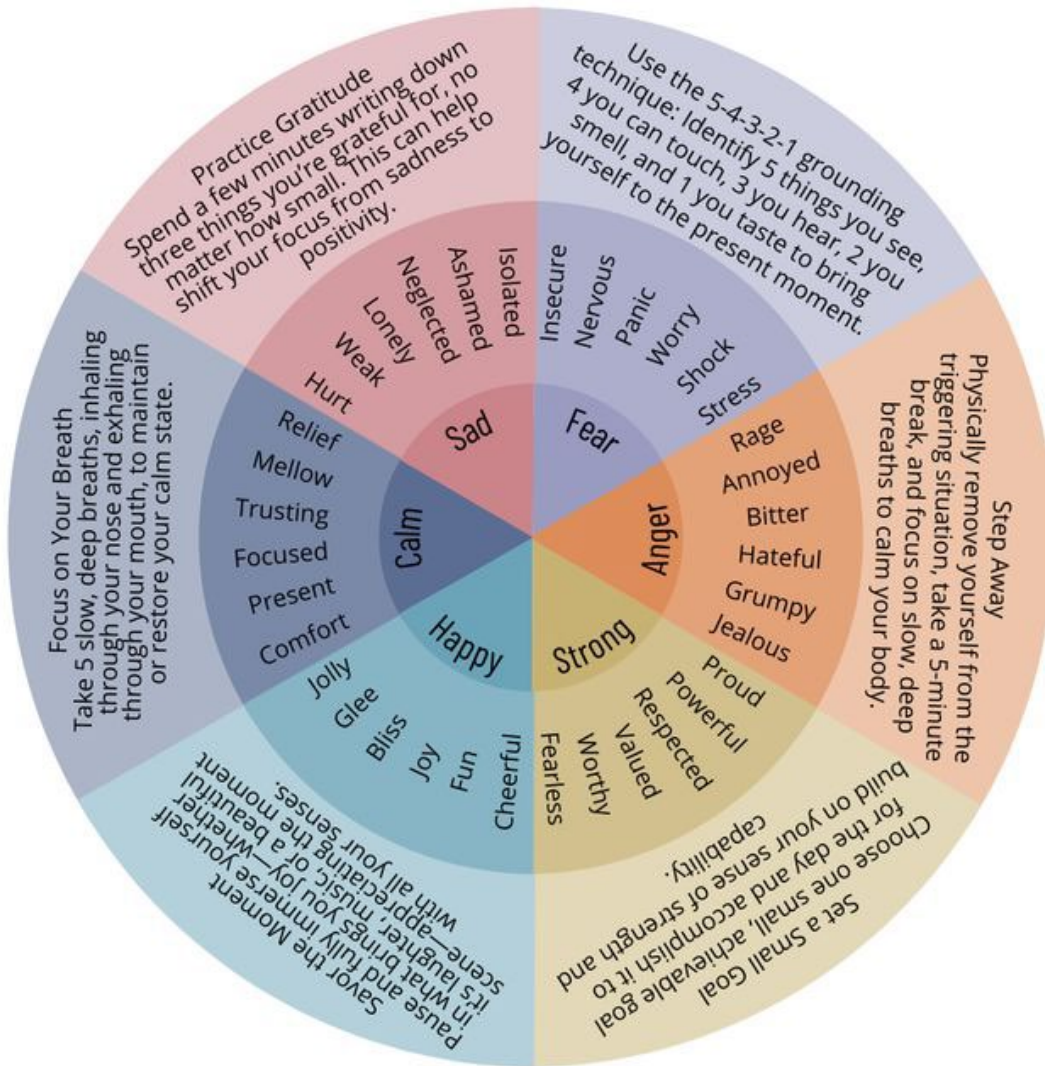 Practice Gratitude
Spend a few minutes writing down
three things you're grateful for, no
matter how small. This can help
shift your focus from sadness to
positivity.
Use the 5-4-3-2-1 grounding
technique: Identify 5 things you see,
4 you can touch, 3 you hear, 2 you
smell, and 1 you taste to bring
yourself to the present moment.
Hurt
Weak
Lonely
Neglected
Ashamed
Isolated
Sad
Insecure
Nervous
Panic
Worry
Shock
Stress
Fear
Focus on Your Breath
Take 5 slow, deep breaths, inhaling
through your nose and exhaling
through your mouth, to maintain
or restore your calm state.
Relief
Mellow
Trusting
Focused
Present
Comfort
Calm
Anger
Rage
Annoyed
Bitter
Hateful
Grumpy
Jealous
Step Away
Physically remove yourself from the
triggering situation, take a 5-minute
break, and focus on slow, deep
breaths to calm your body.
Happy
Jolly
Glee
Bliss
Joy
Fun
Cheerful
Savor the Moment
Pause and fully immerse yourself
in what brings you joy—whether
it's laughter, music, or a beautiful
scene—appreciating the moment
with all your senses.
Strong
Fearless
Worthy
Valued
Respected
Powerful
Proud
Set a Small Goal
Choose one small, achievable goal
for the day and accomplish it to
build on your sense of strength and
capability.